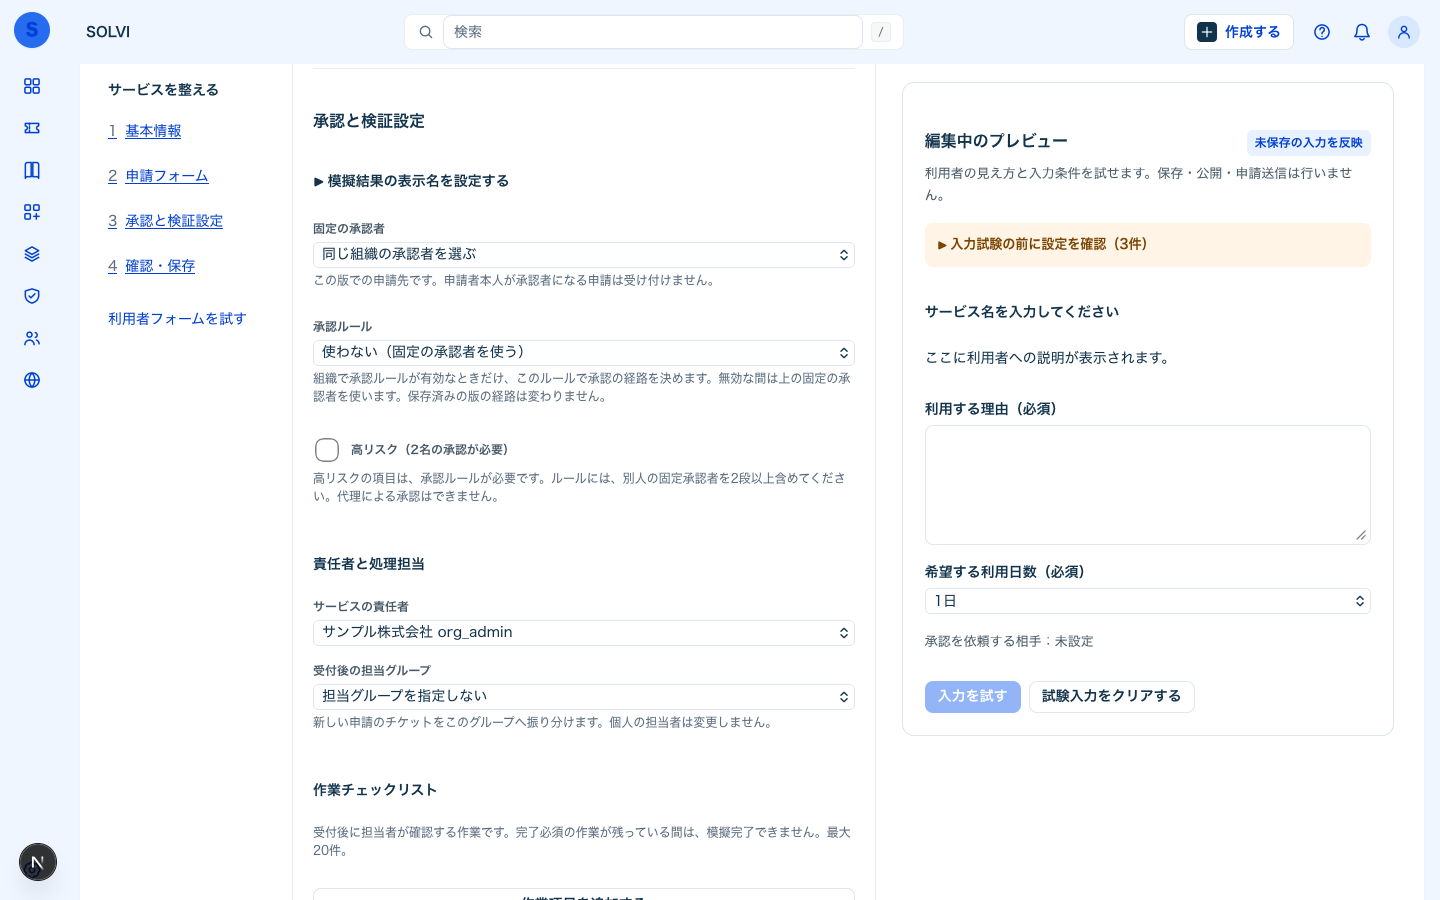 S
SOLVI
検索
/
作成する
サービスを整える
1 基本情報
2 申請フォーム
3 承認と検証設定
4 確認・保存
利用者フォームを試す
承認と検証設定
模擬結果の表示名を設定する
固定の承認者
同じ組織の承認者を選ぶ
この版での申請先です。申請者本人が承認者になる申請は受け付けません。
承認ルール
使わない（固定の承認者を使う）
組織で承認ルールが有効なときだけ、このルールで承認の経路を決めます。無効な間は上の固定の承
認者を使います。保存済みの版の経路は変わりません。
高リスク（2名の承認が必要）
高リスクの項目は、承認ルールが必要です。ルールには、別人の固定承認者を2段以上含めてくださ
い。代理による承認はできません。
責任者と処理担当
サービスの責任者
サンプル株式会社 org_admin
受付後の担当グループ
担当グループを指定しない
新しい申請のチケットをこのグループへ振り分けます。個人の担当者は変更しません。
作業チェックリスト
受付後に担当者が確認する作業です。完了必須の作業が残っている間は、模擬完了できません。最大
20件。
作業項目を追加する
編集中のプレビュー
未保存の入力を反映
利用者の見え方と入力条件を試せます。保存・公開・申請送信は行いませ
ん。
入力試験の前に設定を確認（3件）
サービス名を入力してください
ここに利用者への説明が表示されます。
利用する理由（必須）
希望する利用日数（必須）
1日
承認を依頼する相手：未設定
入力を試す
試験入力をクリアする
N